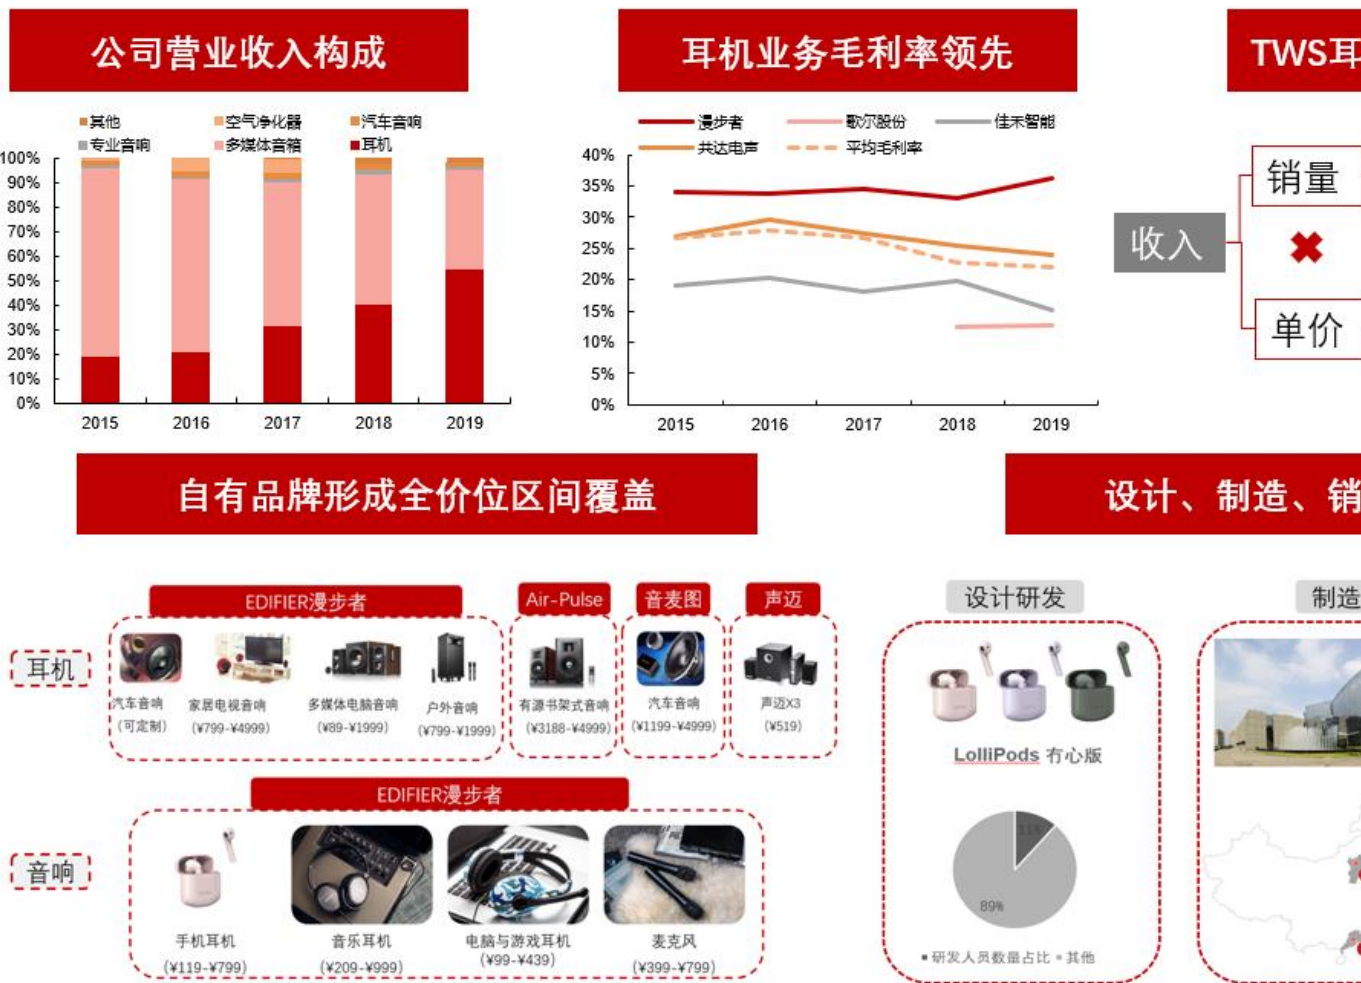 公司营业收入构成
耳机业务毛利率领先
TWS耳
其他 空气净化器 汽车音响
专业音响 多媒体音箱 耳机
100%
90%
80%
70%
60%
50%
40%
30%
20%
10%
0%
2015 2016 2017 2018 2019
漫步者 歌尔股份 佳禾智能
共达电声 平均毛利率
40%
35%
30%
25%
20%
15%
10%
5%
0%
2015 2016 2017 2018 2019
收入
销量
单价
自有品牌形成全价位区间覆盖
设计、制造、销
耳机
EDIFIER漫步者
Air-Pulse
音麦图
声迈
汽车音响
(可定制)
家居电视音响
(¥799-¥4999)
多媒体电脑音响
(¥89-¥1999)
户外音响
(¥799-¥1999)
有源书架式音响
(¥3188-¥4999)
汽车音响
(¥1199-¥4999)
声迈X3
(¥519)
音响
EDIFIER漫步者
手机耳机
(¥119-¥799)
音乐耳机
(¥209-¥999)
电脑与游戏耳机
(¥99-¥439)
麦克风
(¥399-¥799)
设计研发
LolliPods 冇心版
11%
89%
研发人员数量占比 其他
制造